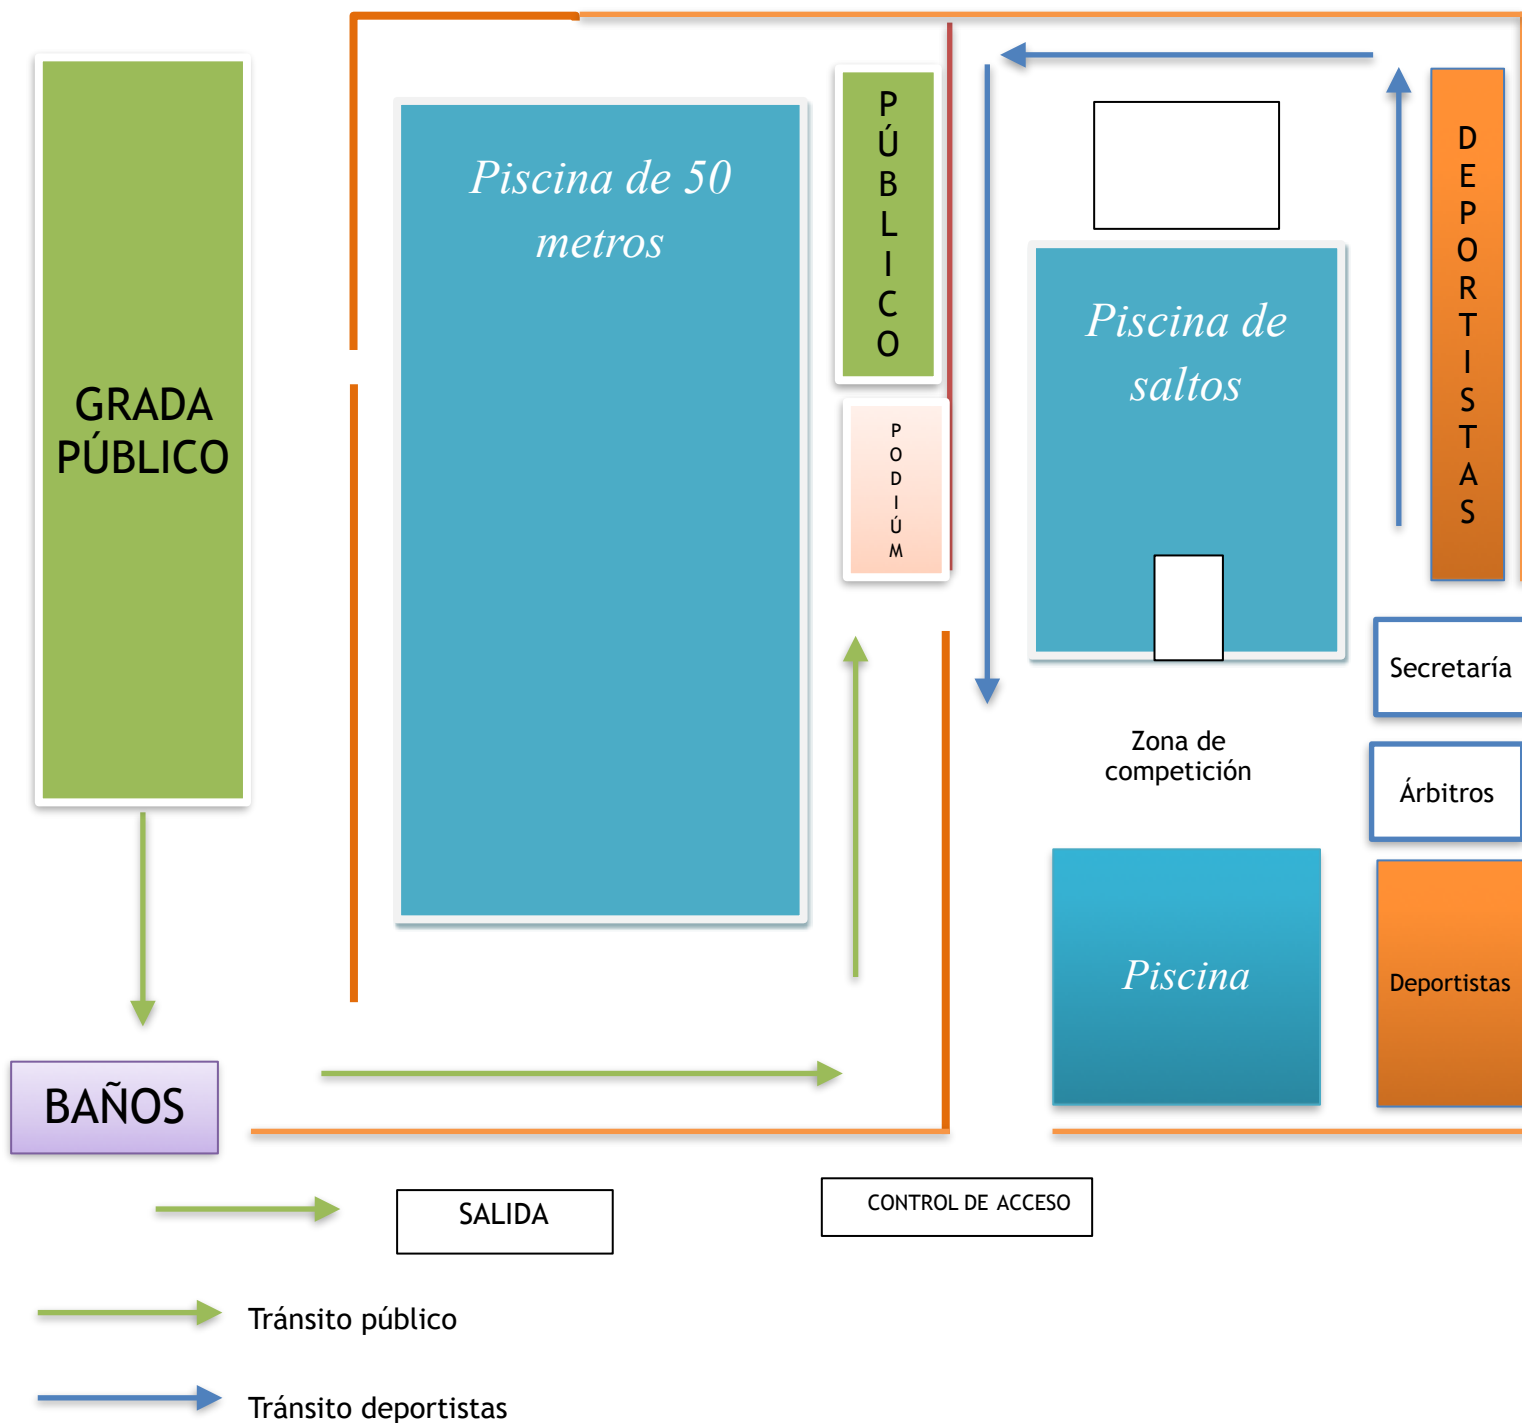 GRADA
PÚBLICO
Piscina de 50
metros
P
Ú
B
L
I
C
O
P
O
D
I
Ú
M
Piscina de
saltos
D
E
P
O
R
T
I
S
T
A
S
Secretaría
Zona de
competición
Árbitros
Piscina
Deportistas
BAÑOS
SALIDA
CONTROL DE ACCESO
Tránsito público
Tránsito deportistas